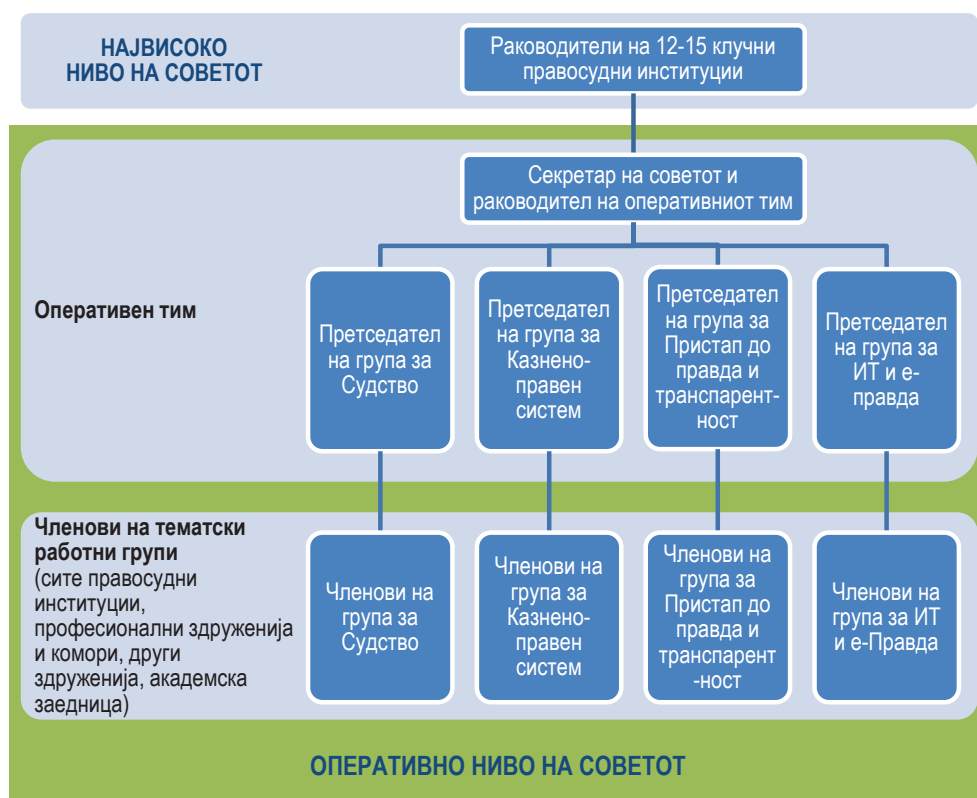 НАЈВИСОКО
НИВО НА СОВЕТОТ
Раководители на 12-15 клучни
правосудни институции
Секретар на советот и
раководител на оперативниот тим
Оперативен тим
Претседател
на група за
Судство
Претседател
на група за
Казнено-
правен
систем
Претседател
на група за
Пристап до
правда и
транспарент-
ност
Претседател
на група за
ИТ и е-
правда
Членови на тематски
работни групи
(сите правосудни
институции,
професионални здруженија
и комори, други
здруженија, академска
заедница)
Членови на
група за
Судство
Членови на
група за
Казнено-
правен
систем
Членови на
група за
Пристап до
правда и
транспарент
-ност
Членови на
група за ИТ
и е-Правда
ОПЕРАТИВНО НИВО НА СОВЕТОТ